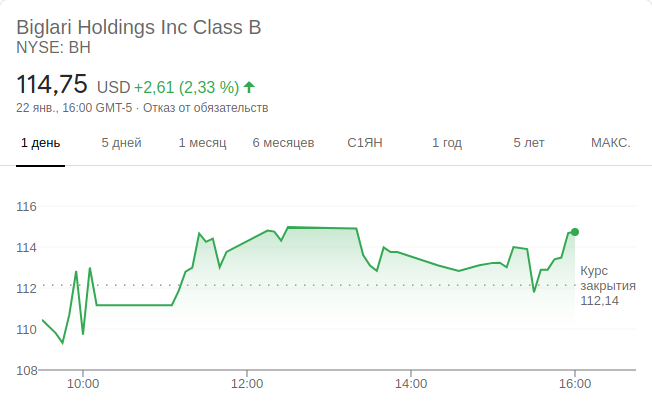 Biglari Holdings Inc Class B
NYSE: BH
114,75 USD +2,61 (2,33 %)
22 янв., 16:00 GMT-5 · Отказ от обязательств
1 день 5 дней 1 месяц 6 месяцев С1ЯН 1 год 5 лет МАКС.
116
114
112
110
108
Курс
закрытия
112,14
10:00 12:00 14:00 16:00